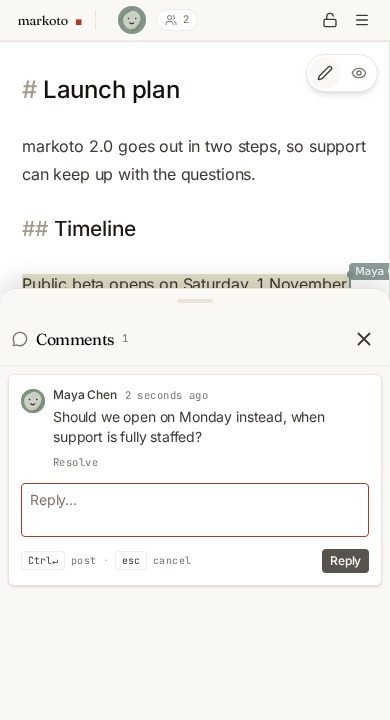 markoto
2
# Launch plan
markoto 2.0 goes out in two steps, so support
can keep up with the questions.
## Timeline
Maya
Public beta opens on Saturday, 1 November
Comments 1
Maya Chen 2 seconds ago
Should we open on Monday instead, when
support is fully staffed?
Resolve
Reply...
Ctrl↵ post · esc cancel
Reply